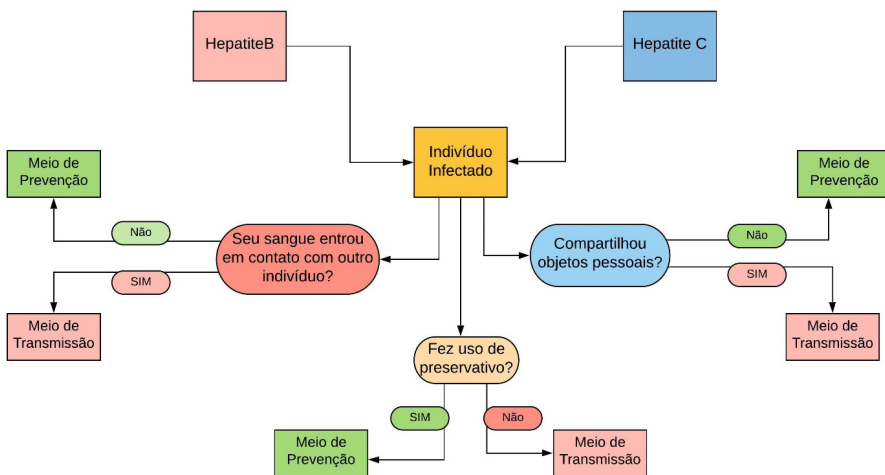 HepatiteB
Hepatite C
Indivíduo
Infectado
Meio de
Prevenção
Não
Seu sangue entrou
em contato com outro
indivíduo?
SIM
Meio de
Transmissão
Compartilhou
objetos pessoais?
Meio de
Prevenção
Não
SIM
Meio de
Transmissão
Fez uso de
preservativo?
SIM
Não
Meio de
Prevenção
Meio de
Transmissão